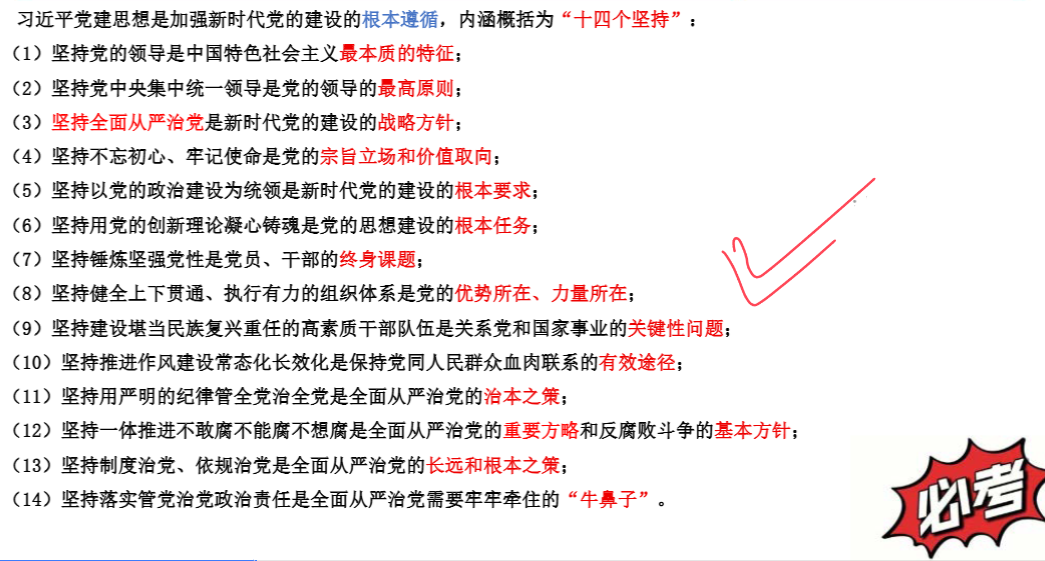 习近平党建思想是加强新时代党的建设的根本遵循，内涵概括为“十四个坚持”：
（1）坚持党的领导是中国特色社会主义最本质的特征；
（2）坚持党中央集中统一领导是党的领导的最高原则；
（3）坚持全面从严治党是新时代党的建设的战略方针；
（4）坚持不忘初心、牢记使命是党的宗旨立场和价值取向；
（5）坚持以党的政治建设为统领是新时代党的建设的根本要求；
（6）坚持用党的创新理论凝心铸魂是党的思想建设的根本任务；
（7）坚持锤炼坚强党性是党员、干部的终身课题；
（8）坚持健全上下贯通、执行有力的组织体系是党的优势所在、力量所在；
（9）坚持建设堪当民族复兴重任的高素质干部队伍是关系党和国家事业的关键性问题；
（10）坚持推进作风建设常态化长效化是保持党同人民群众血肉联系的有效途径；
（11）坚持用严明的纪律管全党治全党是全面从严治党的治本之策；
（12）坚持一体推进不敢腐不能腐不想腐是全面从严治党的重要方略和反腐败斗争的基本方针；
（13）坚持制度治党、依规治党是全面从严治党的长远和根本之策；
（14）坚持落实管党治党政治责任是全面从严治党需要牢牢牵住的“牛鼻子”。
必考